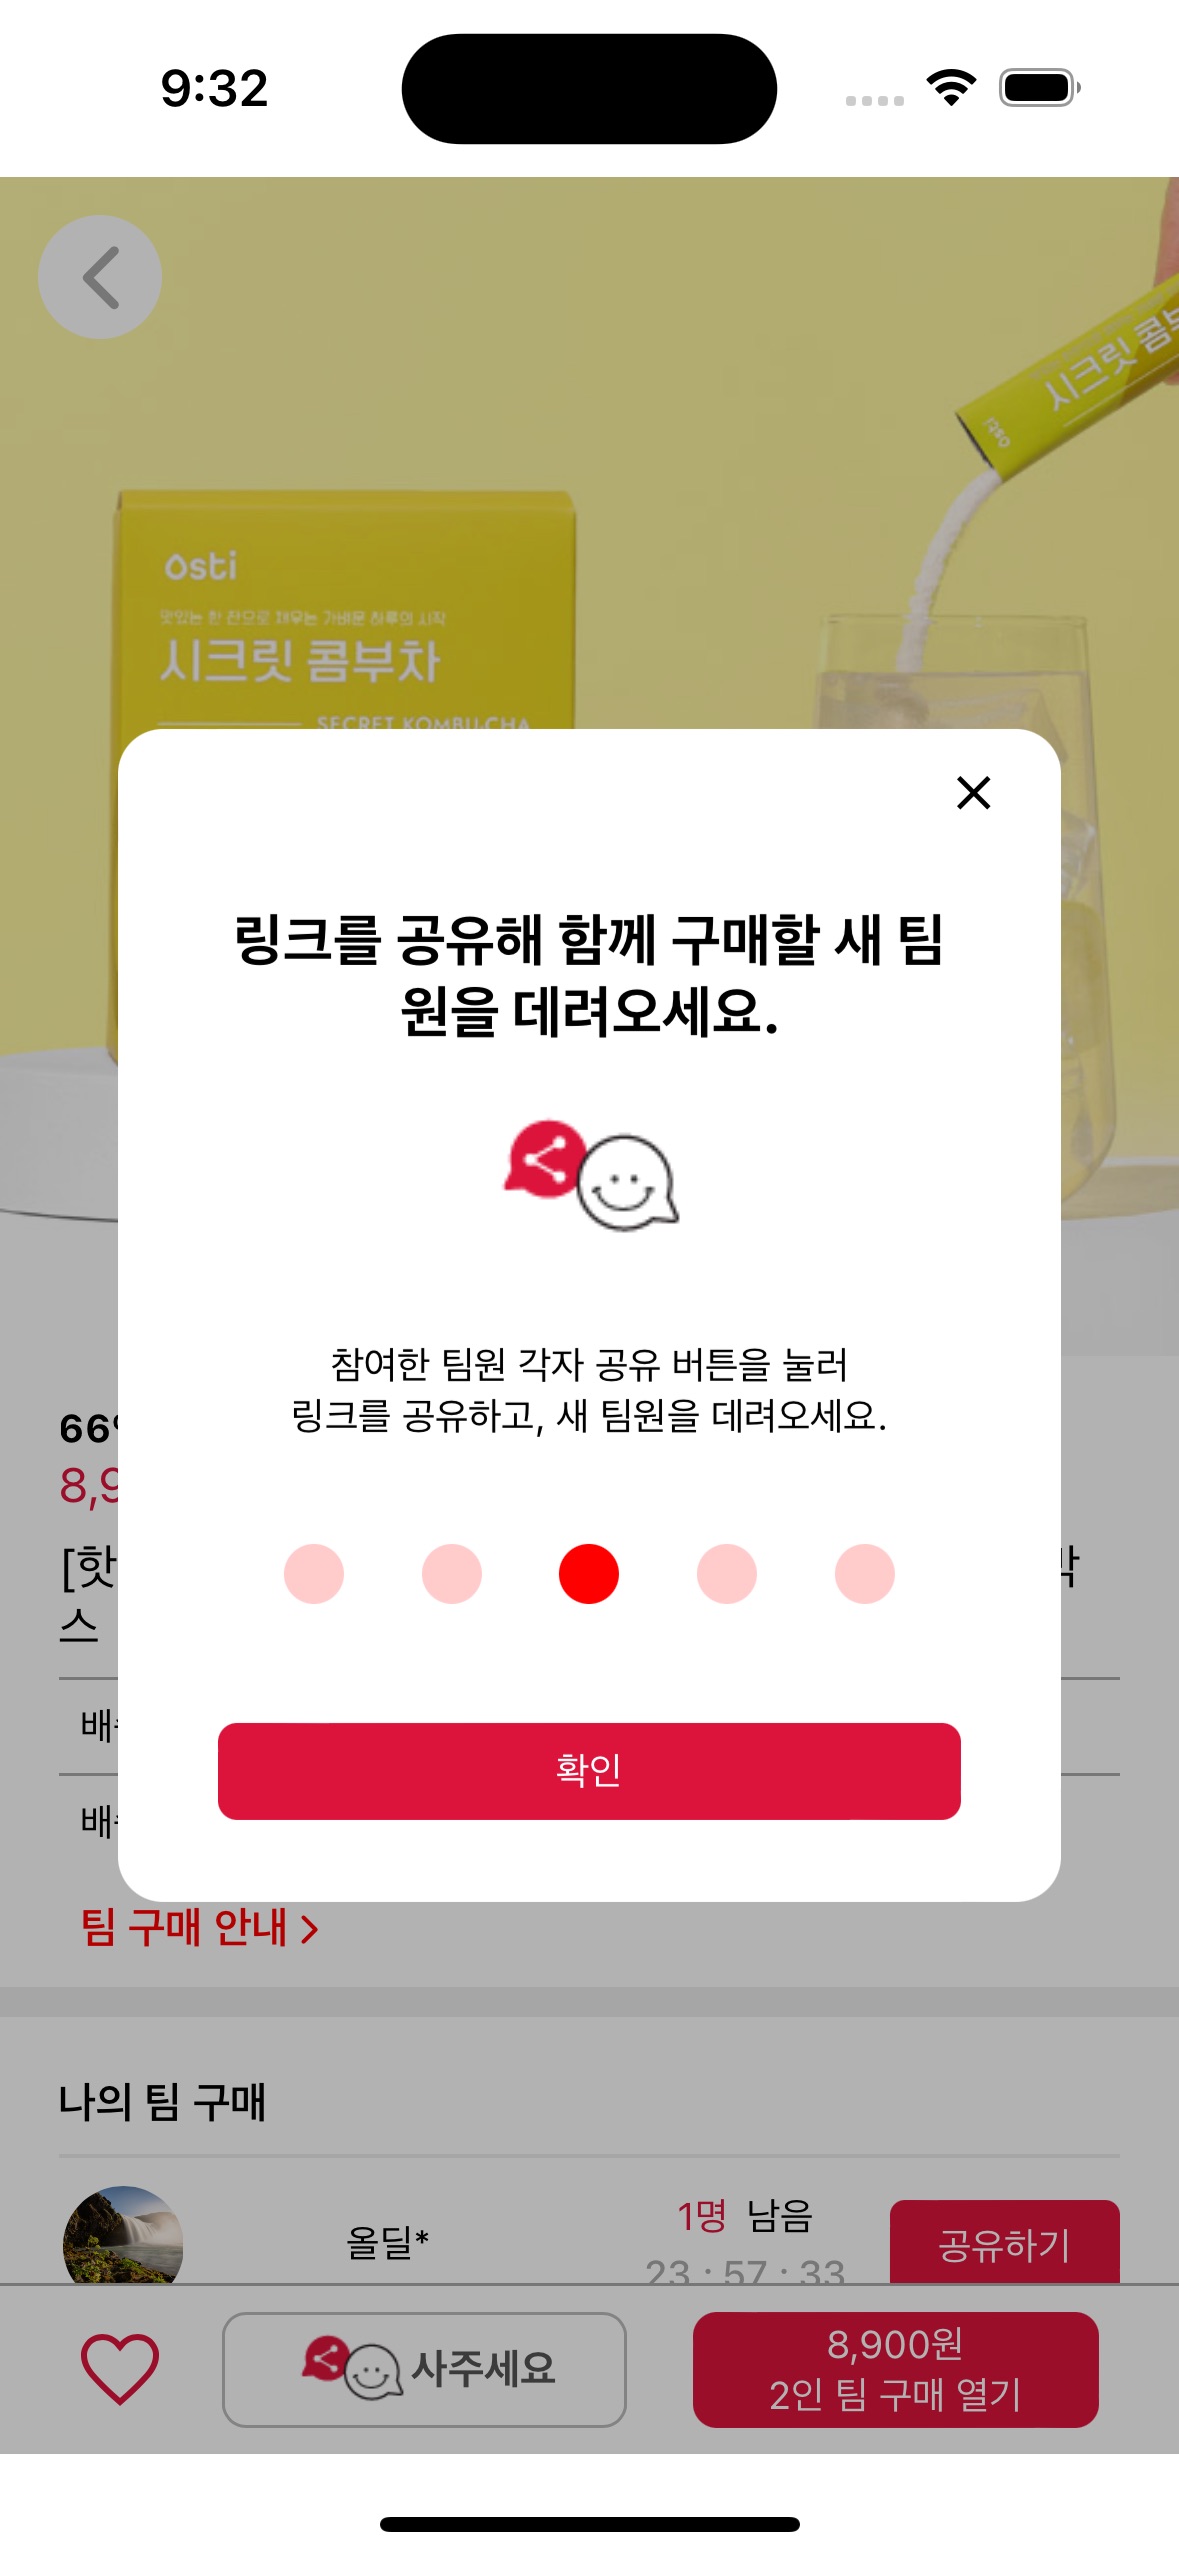 9:32
시크릿 콤부
osti
osti
맛있는 한 잔으로 채우는 가벼운 하루의 시작
시크릿 콤부차
SECRET KOMBU-CHA
링크를 공유해 함께 구매할 새 팀
원을 데려오세요.
참여한 팀원 각자 공유 버튼을 눌러
링크를 공유하고, 새 팀원을 데려오세요.
66%
8,9
[핫
박
스
확인
팀 구매 안내 >
나의 팀 구매
올딜*
1명 남음
공유하기
23 : 57 : 33
사주세요
8,900원
2인 팀 구매 열기